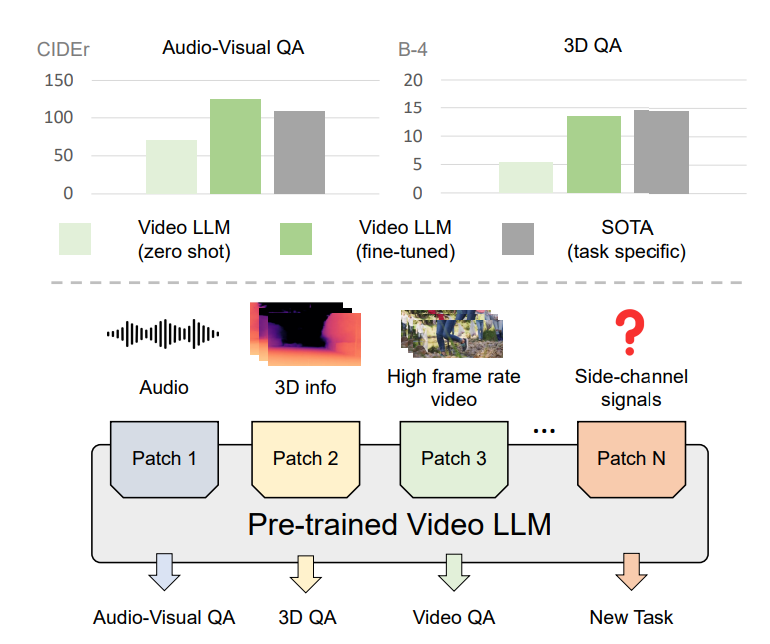 CIDEr
Audio-Visual QA
B-4
3D QA
150
100
50
0
20
15
10
5
0
Video LLM
(zero shot)
Video LLM
(fine-tuned)
SOTA
(task specific)
Audio
3D info
High frame rate
video
Side-channel
signals
?
Patch 1
Patch 2
Patch 3
...
Patch N
Pre-trained Video LLM
Audio-Visual QA
3D QA
Video QA
New Task